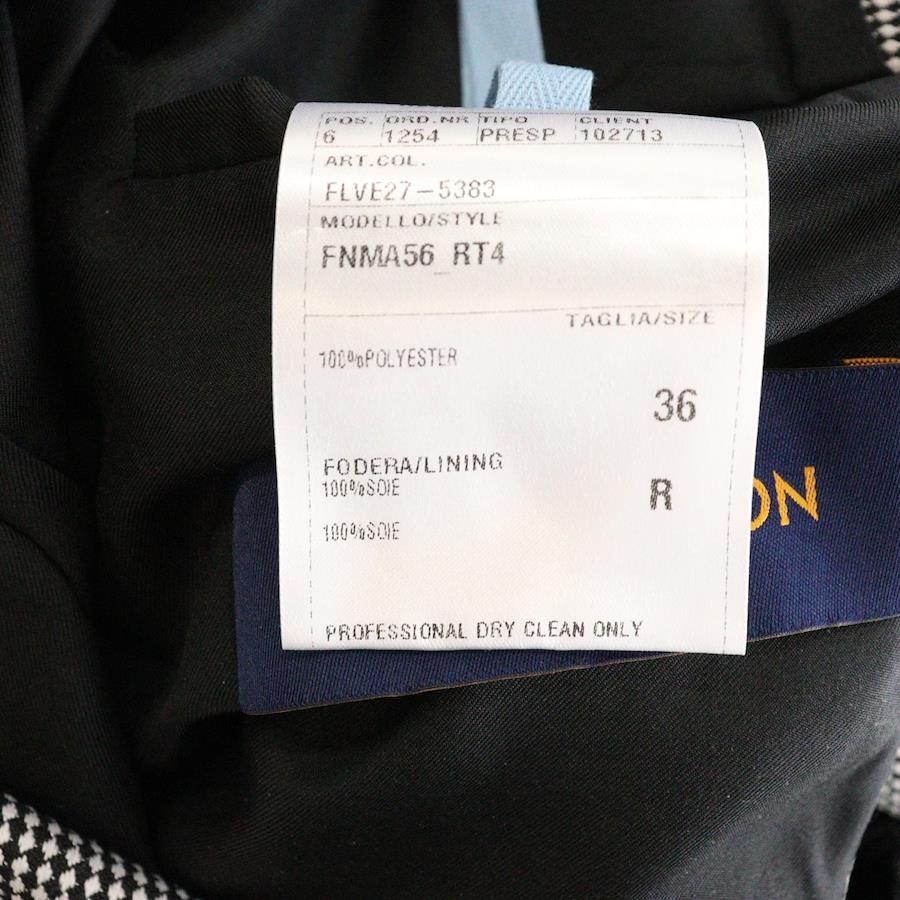 POS. ORD.NR TIPO CLIENT
6 1254 PRESP 102713
ART.COL.
FLVE27-5383
MODELLO/STYLE
FNMA56_RT4
TAGLIA/SIZE
100%POLYESTER
36
FODERA/LINING
100%SOIE
R
ON
100%SOIE
PROFESSIONAL DRY CLEAN ONLY